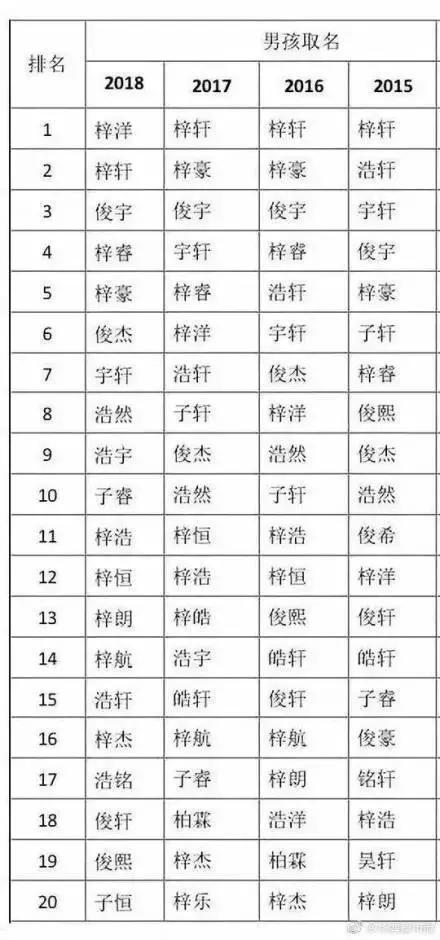 排名 男孩取名
2018 2017 2016 2015
1 梓洋 梓轩 梓轩 梓轩
2 梓轩 梓豪 梓豪 浩轩
3 俊宇 俊宇 俊宇 宇轩
4 梓睿 宇轩 梓睿 俊宇
5 梓豪 梓睿 浩轩 梓豪
6 俊杰 梓洋 宇轩 子轩
7 宇轩 浩轩 俊杰 梓睿
8 浩然 子轩 梓洋 俊熙
9 浩宇 俊杰 浩然 俊杰
10 子睿 浩然 子轩 浩然
11 梓浩 梓恒 梓浩 俊希
12 梓恒 梓浩 梓恒 梓洋
13 梓朗 梓皓 俊熙 俊轩
14 梓航 浩宇 皓轩 皓轩
15 浩轩 皓轩 俊轩 子睿
16 梓杰 梓航 梓航 俊豪
17 浩铭 子睿 梓朗 铭轩
18 俊轩 柏霖 浩洋 梓浩
19 俊熙 梓杰 柏霖 昊轩
20 子恒 梓乐 梓杰 梓朗